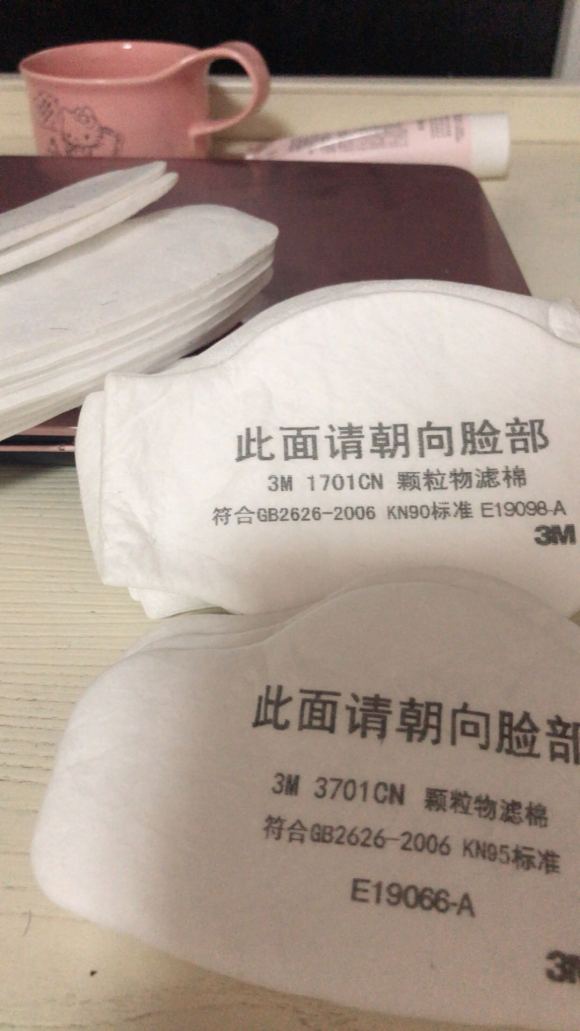 此面请朝向脸部
3M 1701CN 颗粒物滤棉
符合GB2626-2006 KN90标准 E19098-A
3M
此面请朝向脸部
3M 3701CN 颗粒物滤棉
符合GB2626-2006 KN95标准
E19066-A
3M